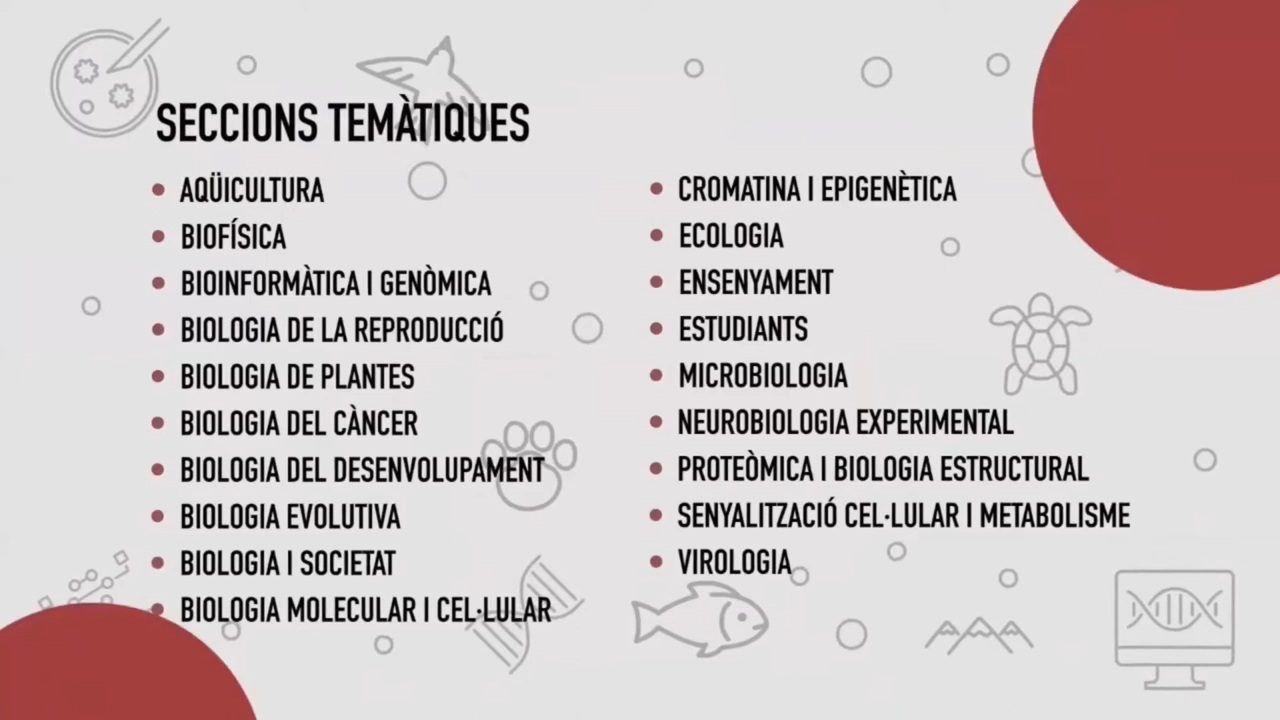 SECCIONS TEMÀTIQUES
AQÜICULTURA
BIOFÍSICA
BIOINFORMÀTICA I GENÒMICA
BIOLOGIA DE LA REPRODUCCIÓ
BIOLOGIA DE PLANTES
BIOLOGIA DEL CÀNCER
BIOLOGIA DEL DESENVOLUPAMENT
BIOLOGIA EVOLUTIVA
BIOLOGIA I SOCIETAT
BIOLOGIA MOLECULAR I CEL·LULAR
CROMATINA I EPIGENÈTICA
ECOLOGIA
ENSENYAMENT
ESTUDIANTS
MICROBIOLOGIA
NEUROBIOLOGIA EXPERIMENTAL
PROTEÒMICA I BIOLOGIA ESTRUCTURAL
SENYALITZACIÓ CEL·LULAR I METABOLISME
VIROLOGIA